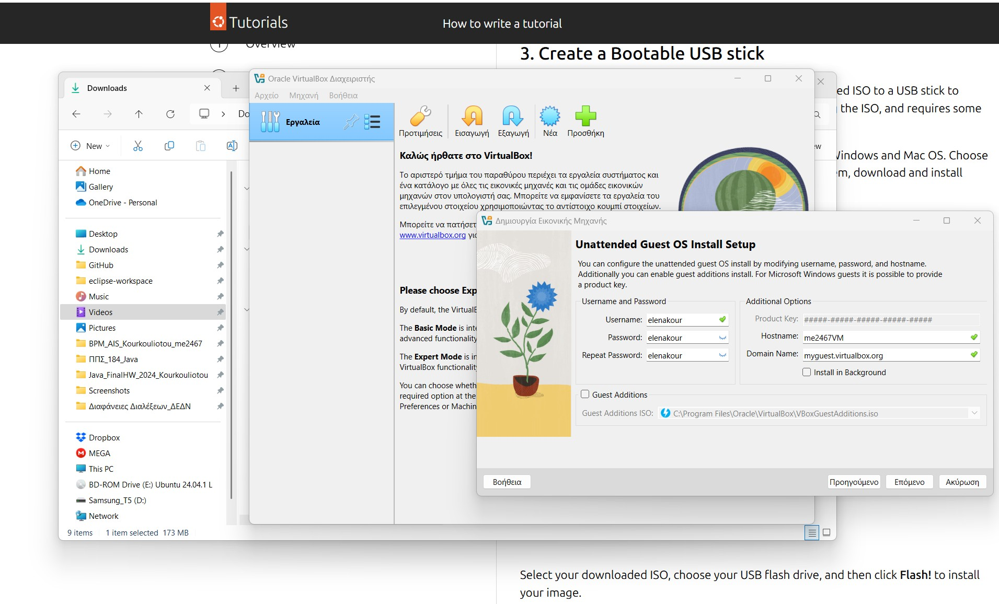 Tutorials
How to write a tutorial
Overview
3. Create a Bootable USB stick
ed ISO to a USB stick to
the ISO, and requires some
Windows and Mac OS. Choose
em, download and install
Downloads
Do
New
Home
Gallery
OneDrive - Personal
Desktop
Downloads
GitHub
eclipse-workspace
Music
Videos
Pictures
BPM_AIS_Kourkouliotou_me2467
ΠΠΣ_184_Java
Java_FinalHW_2024_Kourkouliotou
Screenshots
Διαφάνειες Διαλέξεων_ΔΕΔΝ
Dropbox
MEGA
This PC
BD-ROM Drive (E:) Ubuntu 24.04.1 L
Samsung_T5 (D:)
Network
9 items 1 item selected 173 MB
ew
Oracle VirtualBox Διαχειριστής
Αρχείο Μηχανή Βοήθεια
Εργαλεία
Προτιμήσεις Εισαγωγή Εξαγωγή Νέα Προσθήκη
Καλώς ήρθατε στο VirtualBox!
Το αριστερό τμήμα του παραθύρου περιέχει τα εργαλεία συστήματος και
ένα κατάλογο με όλες τις εικονικές μηχανές και τις ομάδες εικονικών
μηχανών στον υπολογιστή σας. Μπορείτε να εμφανίσετε τα εργαλεία του
επιλεγμένου στοιχείου χρησιμοποιώντας το αντίστοιχο κουμπί στοιχείων.
Μπορείτε να πατήσετ
www.virtualbox.org για
Please choose Exp
By default, the VirtualB
The Basic Mode is inte
advanced functionality
The Expert Mode is in
VirtualBox functionality
You can choose wheth
required option at the
Preferences or Machin
Δημιουργία Εικονικής Μηχανής
Unattended Guest OS Install Setup
You can configure the unattended guest OS install by modifying username, password, and hostname.
Additionally you can enable guest additions install. For Microsoft Windows guests it is possible to provide
a product key.
Username and Password
Username: elenakour
Password: elenakour
Repeat Password: elenakour
Additional Options
Product Key: #####-#####-#####-#####-#####
Hostname: me2467VM
Domain Name: myguest.virtualbox.org
Install in Background
Guest Additions
Guest Additions ISO: C:\Program Files\Oracle\VirtualBox\VBoxGuestAdditions.iso
Βοήθεια Προηγούμενο Επόμενο Ακύρωση
Select your downloaded ISO, choose your USB flash drive, and then click Flash! to install
your image.